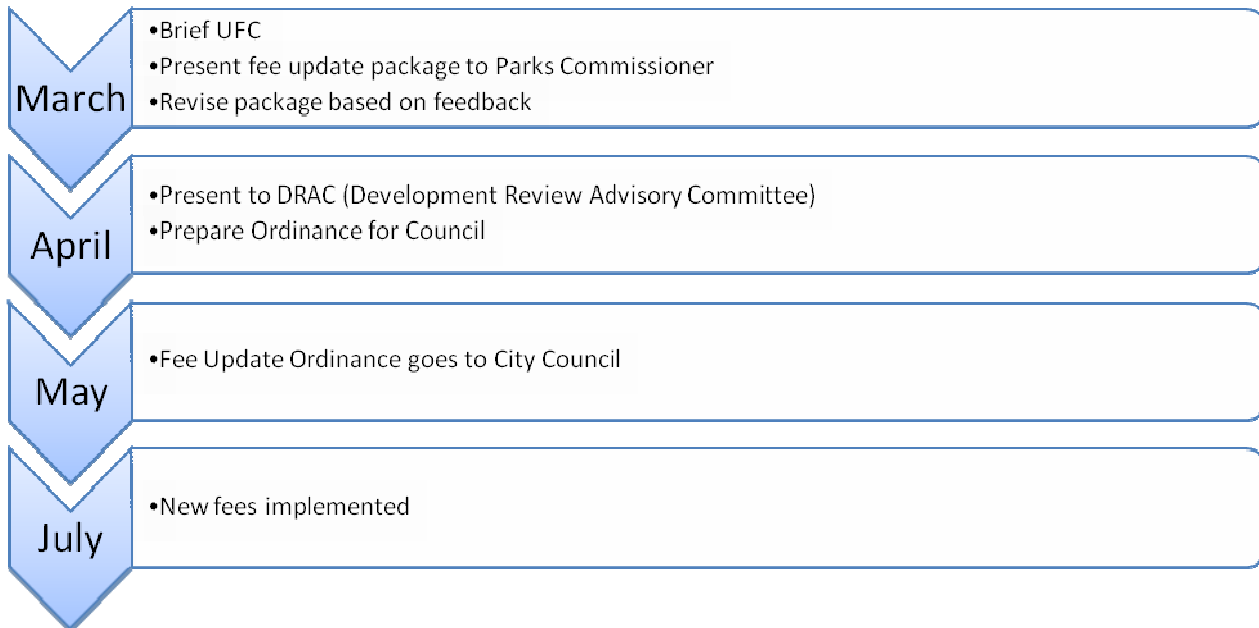 March
•Brief UFC
•Present fee update package to Parks Commissioner
•Revise package based on feedback
April
•Present to DRAC (Development Review Advisory Committee)
•Prepare Ordinance for Council
May
•Fee Update Ordinance goes to City Council
July
•New fees implemented